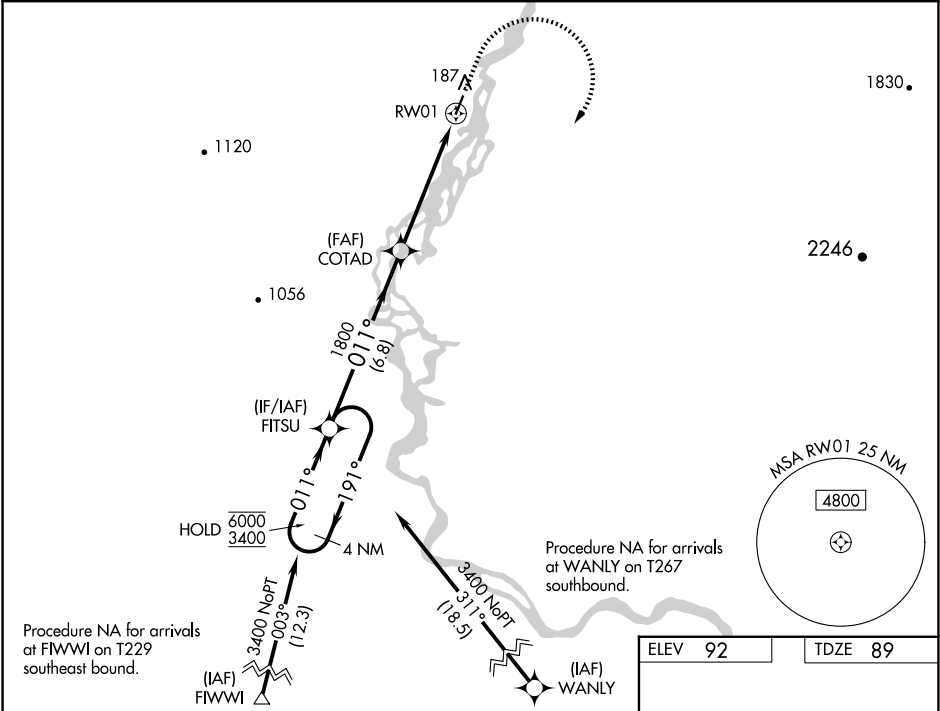 187
RW01
1830
1120
(FAF)
COTAD
2246
1056
1800
011°
(6.8)
(IF/IAF)
FITSU
MSA RW01 25 NM
4800
011°
191°
HOLD 6000
3400
4 NM
Procedure NA for arrivals
at WANLY on T267
southbound.
3400 NoPT
311°
(18.5)
3400 NoPT
003°
(12.3)
Procedure NA for arrivals
at FIWWI on T229
southeast bound.
(IAF)
FIWWI
(IAF)
WANLY
ELEV 92
TDZE 89